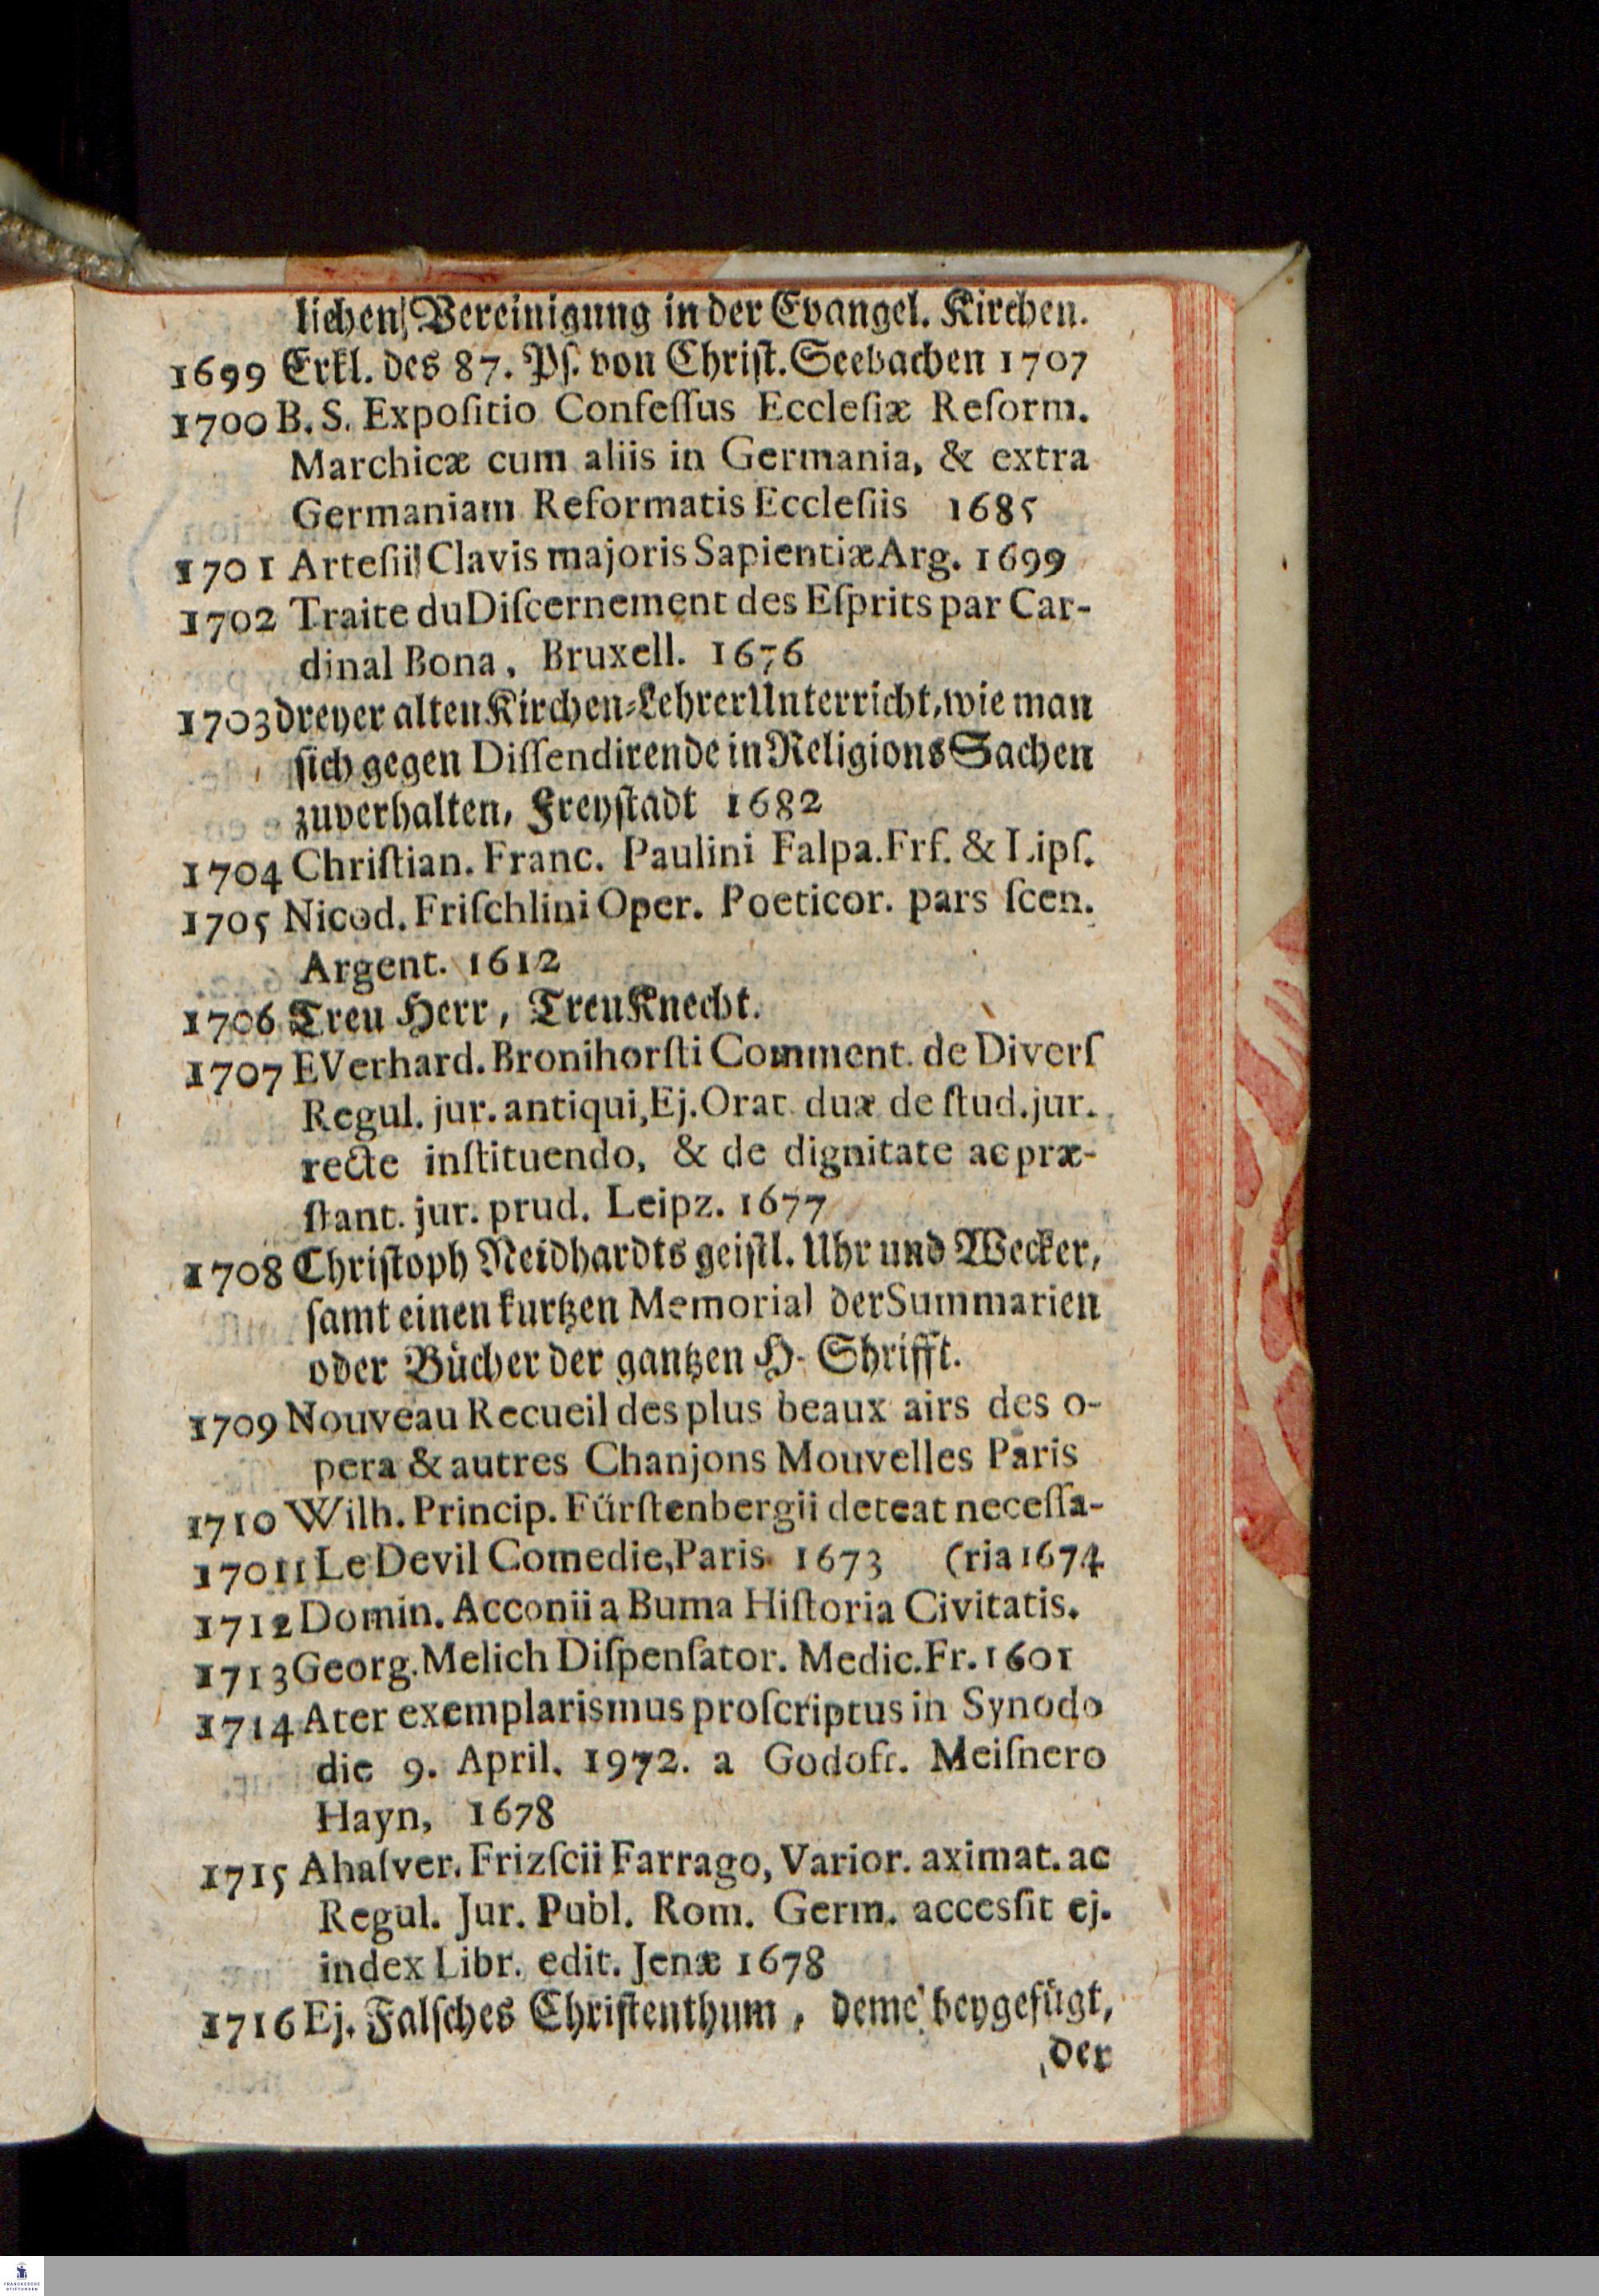 lichen Vereinigung in der Evangel. Kirchen.
1699 Erkl. des 87. Pſ. von Chriſt. Seebachen 1707
1700 B. S. Expoſitio Confeſſus Eccleſiæ Reform.
Marchicæ cum aliis in Germania, & extra
Germaniam Reformatis Eccleſiis 1685
1701 Arteſii Clavis majoris Sapientiæ Arg. 1699
1702 Traite du Diſcernement des Eſprits par Car-
dinal Bona, Bruxell. 1676
1703 dreyer alten Kirchen-Lehrer Unterricht, wie man
ſich gegen Diſſendirende in Religions Sachen
zuverhalten, Freyſtadt 1682
1704 Chriſtian. Franc. Paulini Falpa. Frf. & Lipſ.
1705 Nicod. Friſchlini Oper. Poeticor. pars ſcen.
Argent. 1612
1706 Treu Herr, Treu Knecht.
1707 EVerhard. Bronihorſti Comment. de Diverſ
Regul. jur. antiqui, Ej. Orat. duæ de ſtud. jur.
recte inſtituendo, & de dignitate ac præ-
ſtant. jur. prud. Leipz. 1677
1708 Chriſtoph Neidhardts geiſtl. Uhr und Wecker,
ſamt einen kurtzen Memorial der Summarien
oder Bücher der gantzen H. Shrifft.
1709 Nouveau Recueil des plus beaux airs des o-
pera & autres Chanjons Mouvelles Paris
1710 Wilh. Princip. Fürſtenbergii deteat neceſſa-
17011 Le Devil Comedie, Paris. 1673 (ria 1674
1712 Domin. Acconii a Buma Hiſtoria Civitatis.
1713 Georg. Melich Diſpenſator. Medic. Fr. 1601
1714 Ater exemplarismus proſcriptus in Synodo
die 9. April. 1972. a Godofr. Meiſnero
Hayn, 1678
1715 Ahaſver. Frizſcii Farrago, Varior. aximat. ac
Regul. Jur. Publ. Rom. Germ. accesſit ej.
index Libr. edit. Jenæ 1678
1716 Ej. Falſches Chriſtenthum, deme beygefügt,
der
FRANCKESCHE
STIFTUNGEN